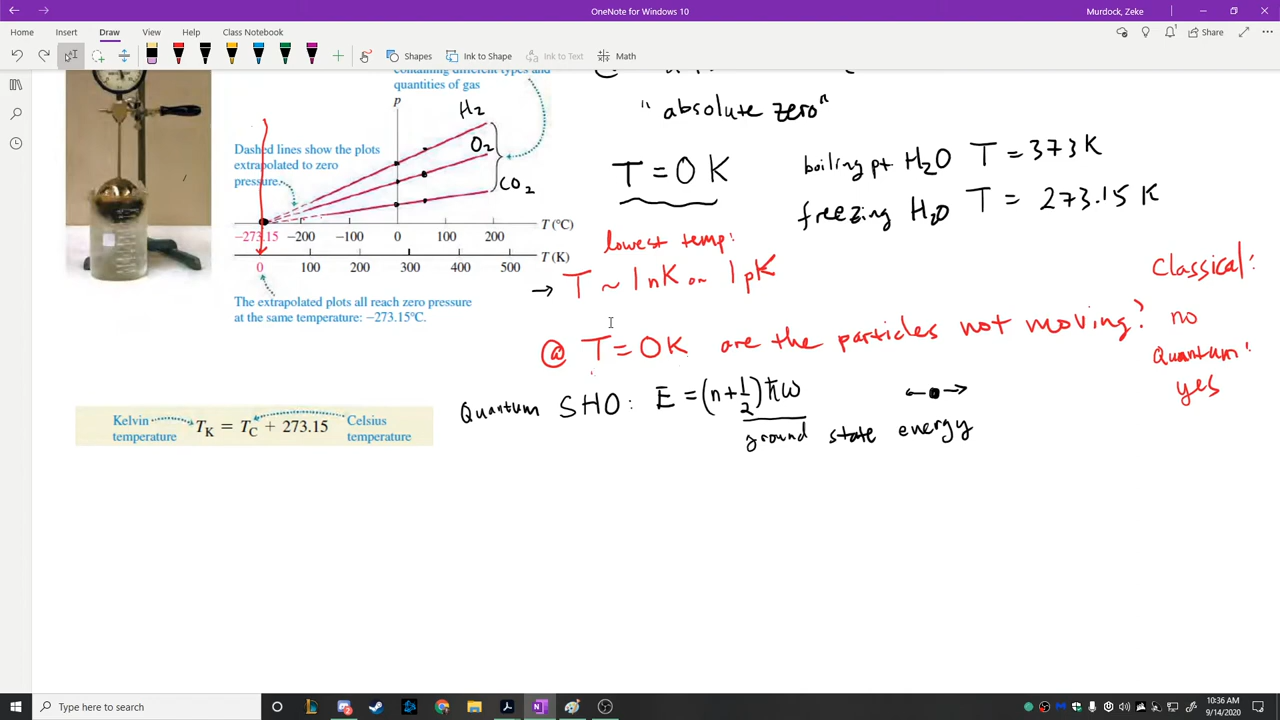 OneNote for Windows 10
Murdock, Zeke
Home Insert Draw View Help Class Notebook
Share
Shapes Ink to Shape Ink to Text Math
containing different types and
quantities of gas
p
H2
O2
CO2
Dashed lines show the plots
extrapolated to zero
pressure.
-273.15 -200 -100 0 100 200 T (°C)
0 100 200 300 400 500 T (K)
The extrapolated plots all reach zero pressure
at the same temperature: -273.15°C.
Kelvin temperature TK = TC + 273.15 Celsius temperature
"absolute zero"
T = 0 K
boiling pt H2O T = 373 K
freezing H2O T = 273.15 K
lowest temp:
→ T ~ 1 nK or 1 pK
@ T = 0K are the particles not moving?
Classical:
no
Quantum:
yes
Quantum SHO: E = (n+1/2)ħω
ground state energy
Type here to search
10:36 AM
9/14/2020